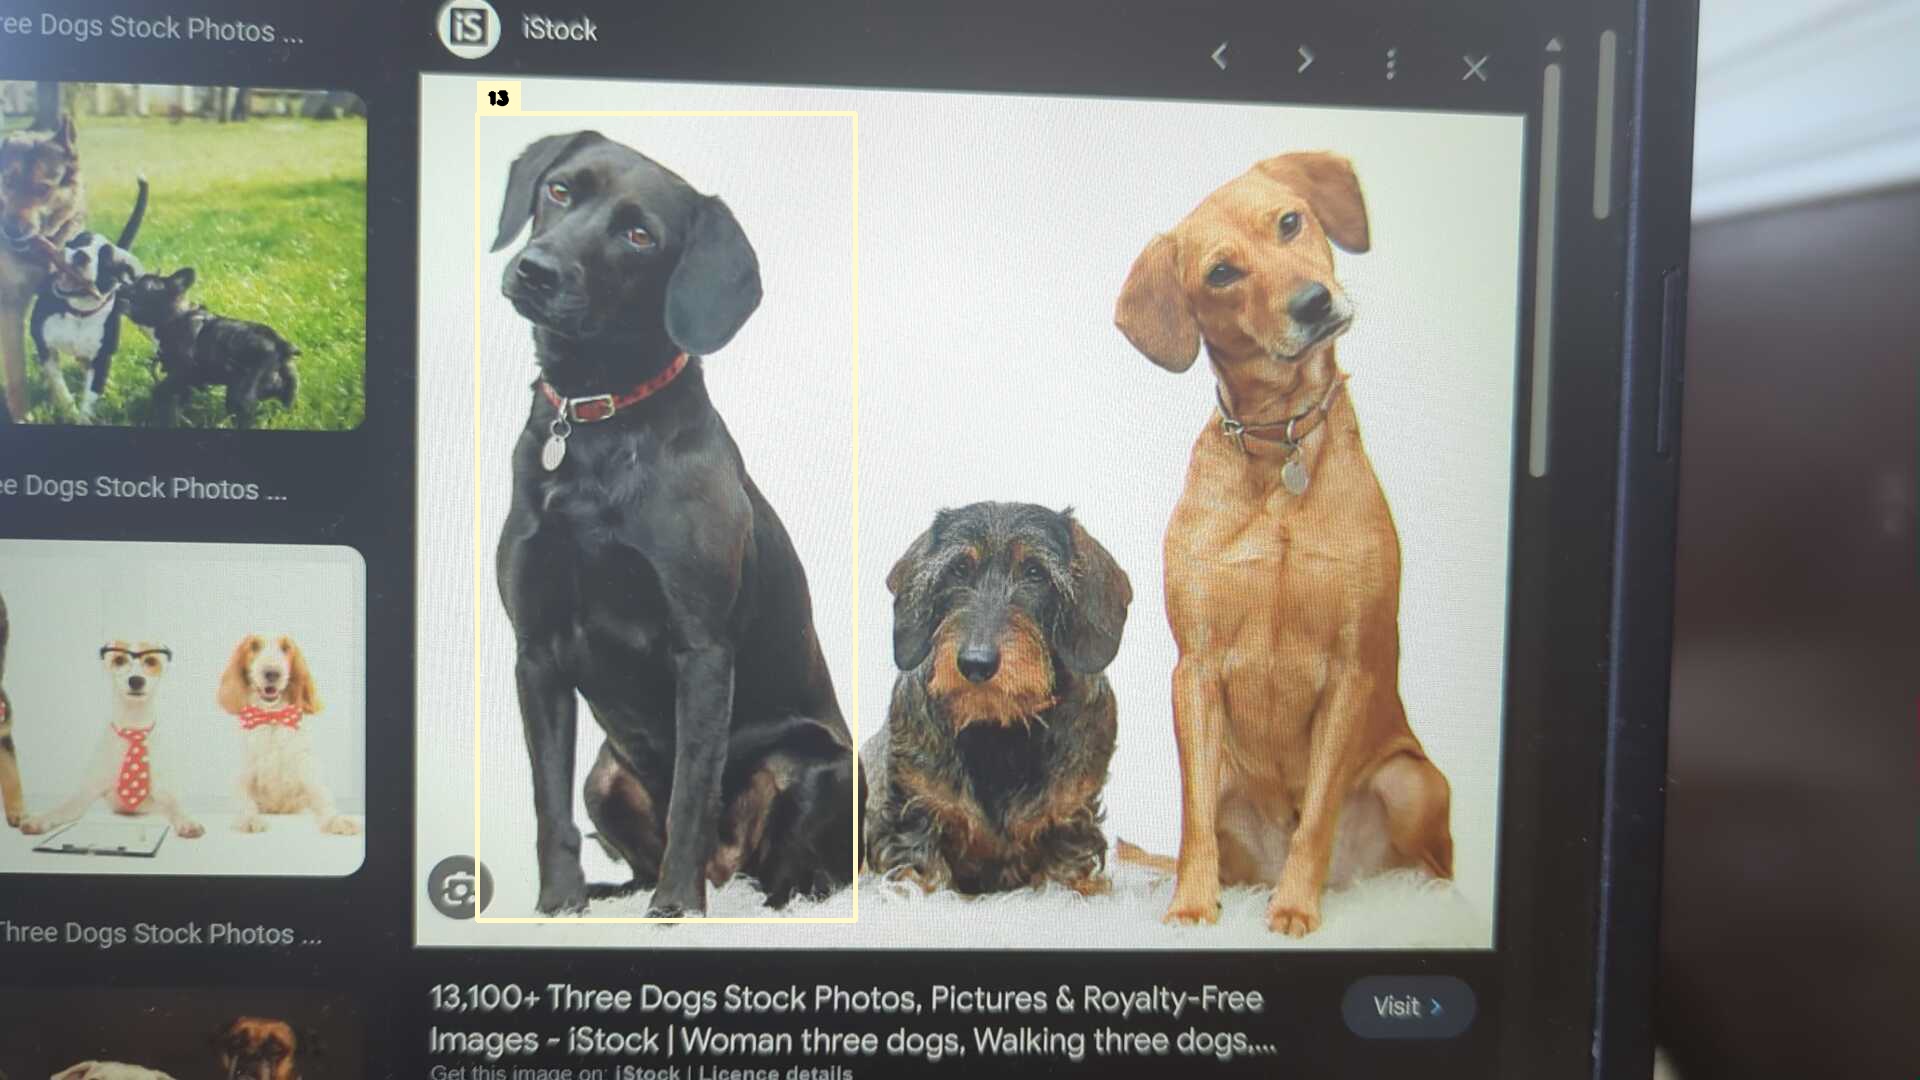 ree Dogs Stock Photos ...
iS
iStock
13
ee Dogs Stock Photos ...
Three Dogs Stock Photos ...
13,100+ Three Dogs Stock Photos, Pictures & Royalty-Free
Images - iStock | Woman three dogs, Walking three dogs,...
Visit >
Get this image on: iStock | Licence details